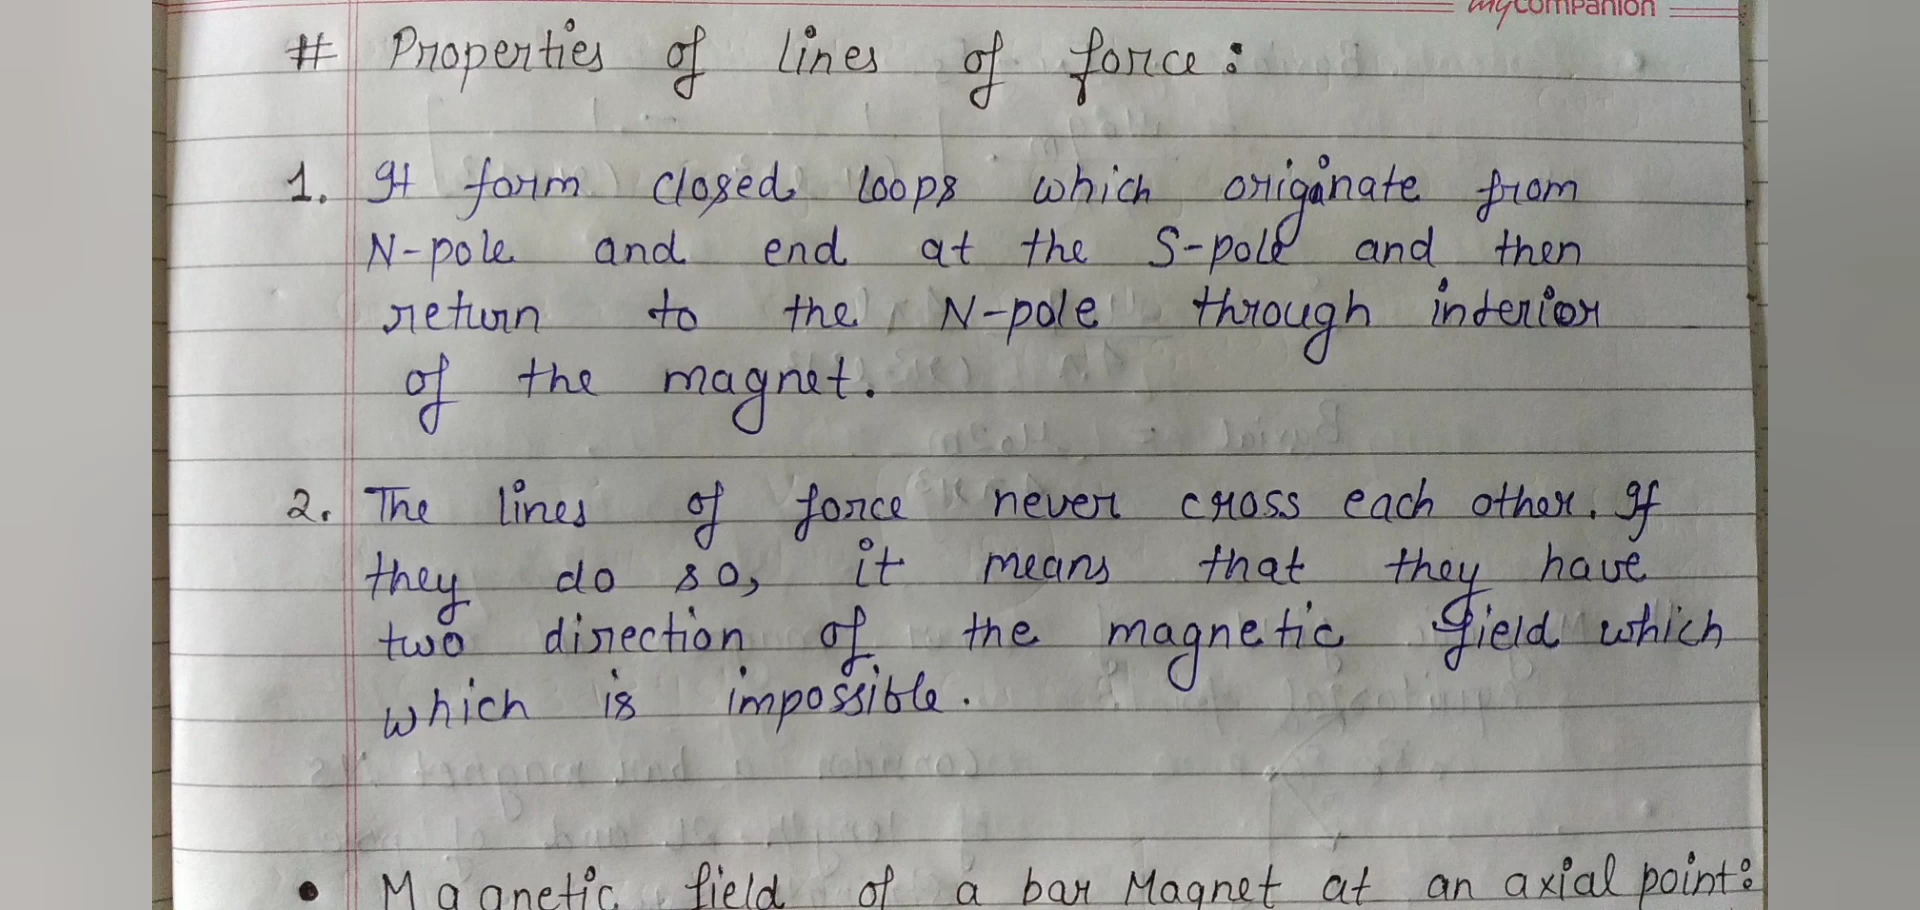 myCompanion
# Properties of lines of force:
1. It form closed loops which originate from
N-pole and end at the S-pole and then
return to the N-pole through interior
of the magnet.
2. The lines of force never cross each other. If
they do so, it means that they have
two direction of the magnetic field which
which is impossible.
• Magnetic field of a bar Magnet at an axial point: